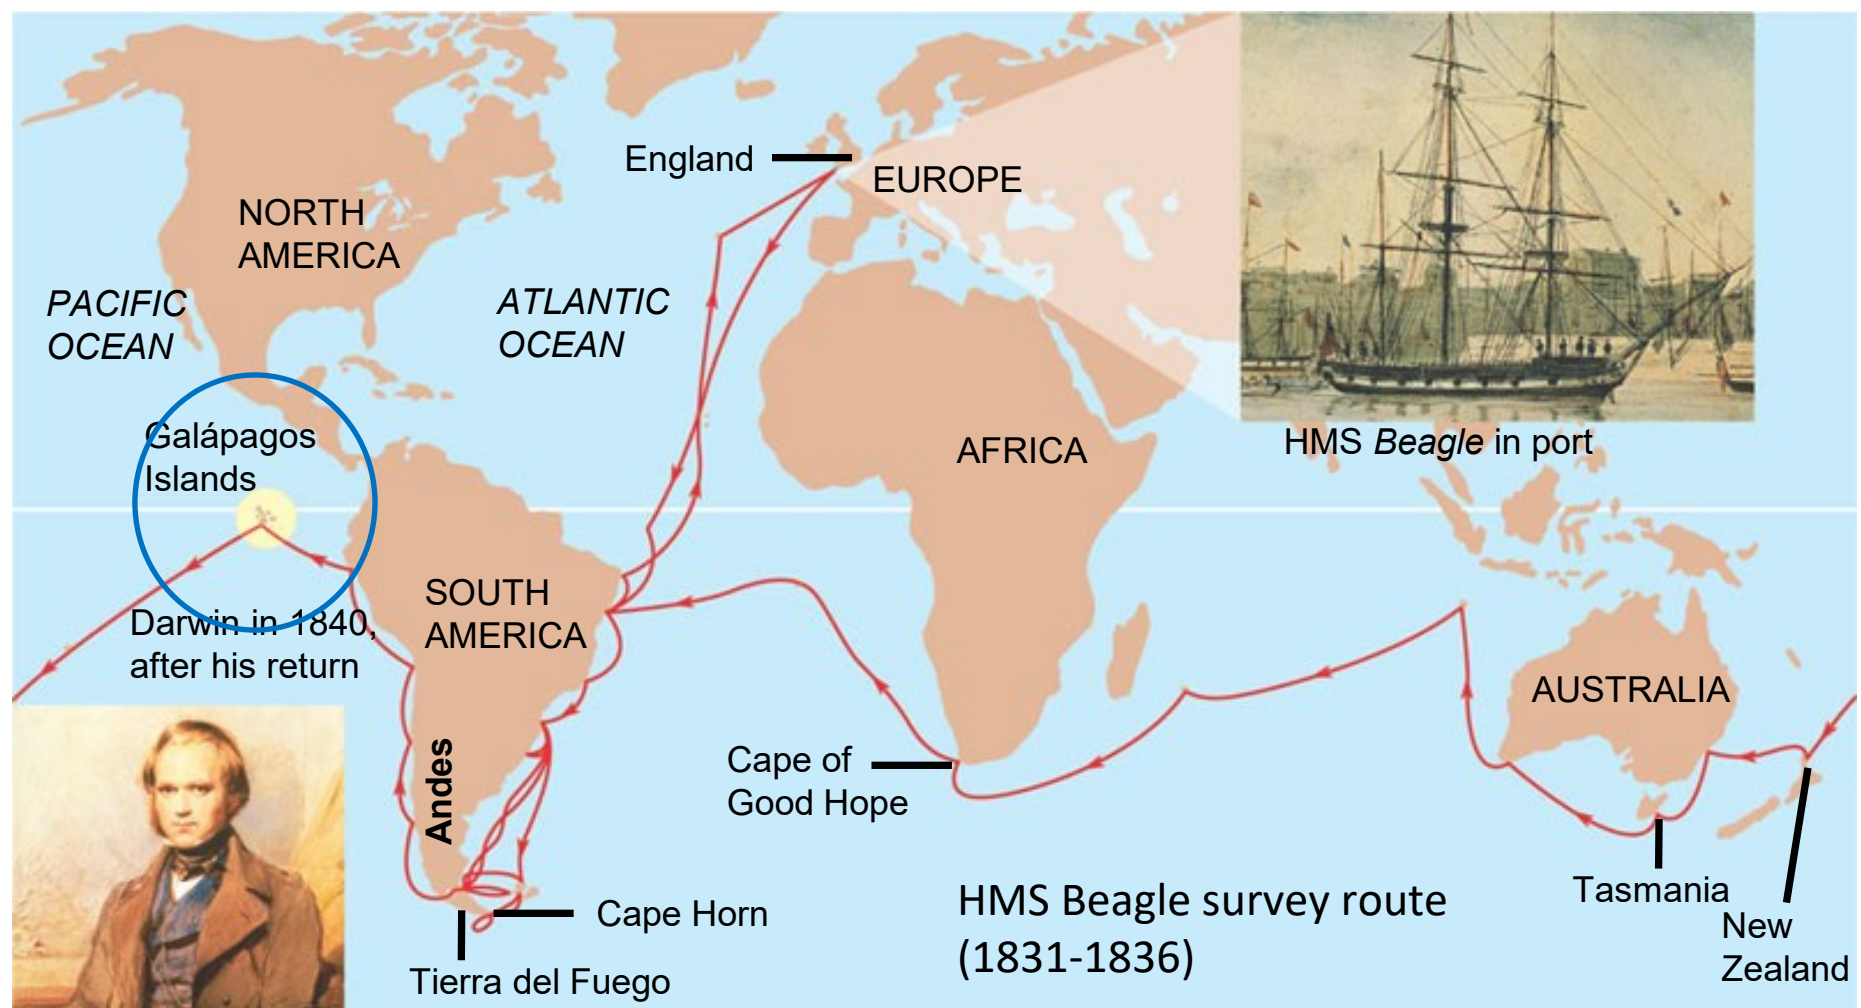 England
EUROPE
NORTH
AMERICA
PACIFIC
OCEAN
ATLANTIC
OCEAN
Galápagos
Islands
AFRICA
HMS Beagle in port
Darwin in 1840,
after his return
SOUTH
AMERICA
AUSTRALIA
Andes
Cape of
Good Hope
Cape Horn
Tierra del Fuego
HMS Beagle survey route
(1831-1836)
Tasmania
New
Zealand